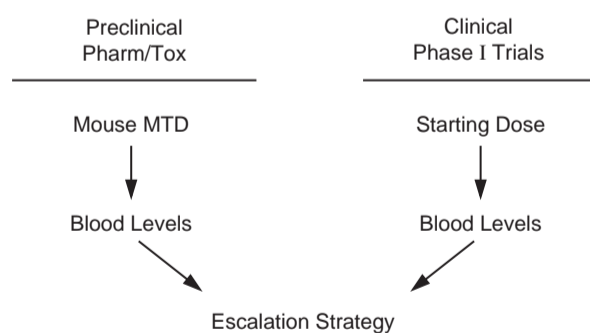 Preclinical
Pharm/Tox
Clinical
Phase I Trials
Mouse MTD
Starting Dose
Blood Levels
Blood Levels
Escalation Strategy